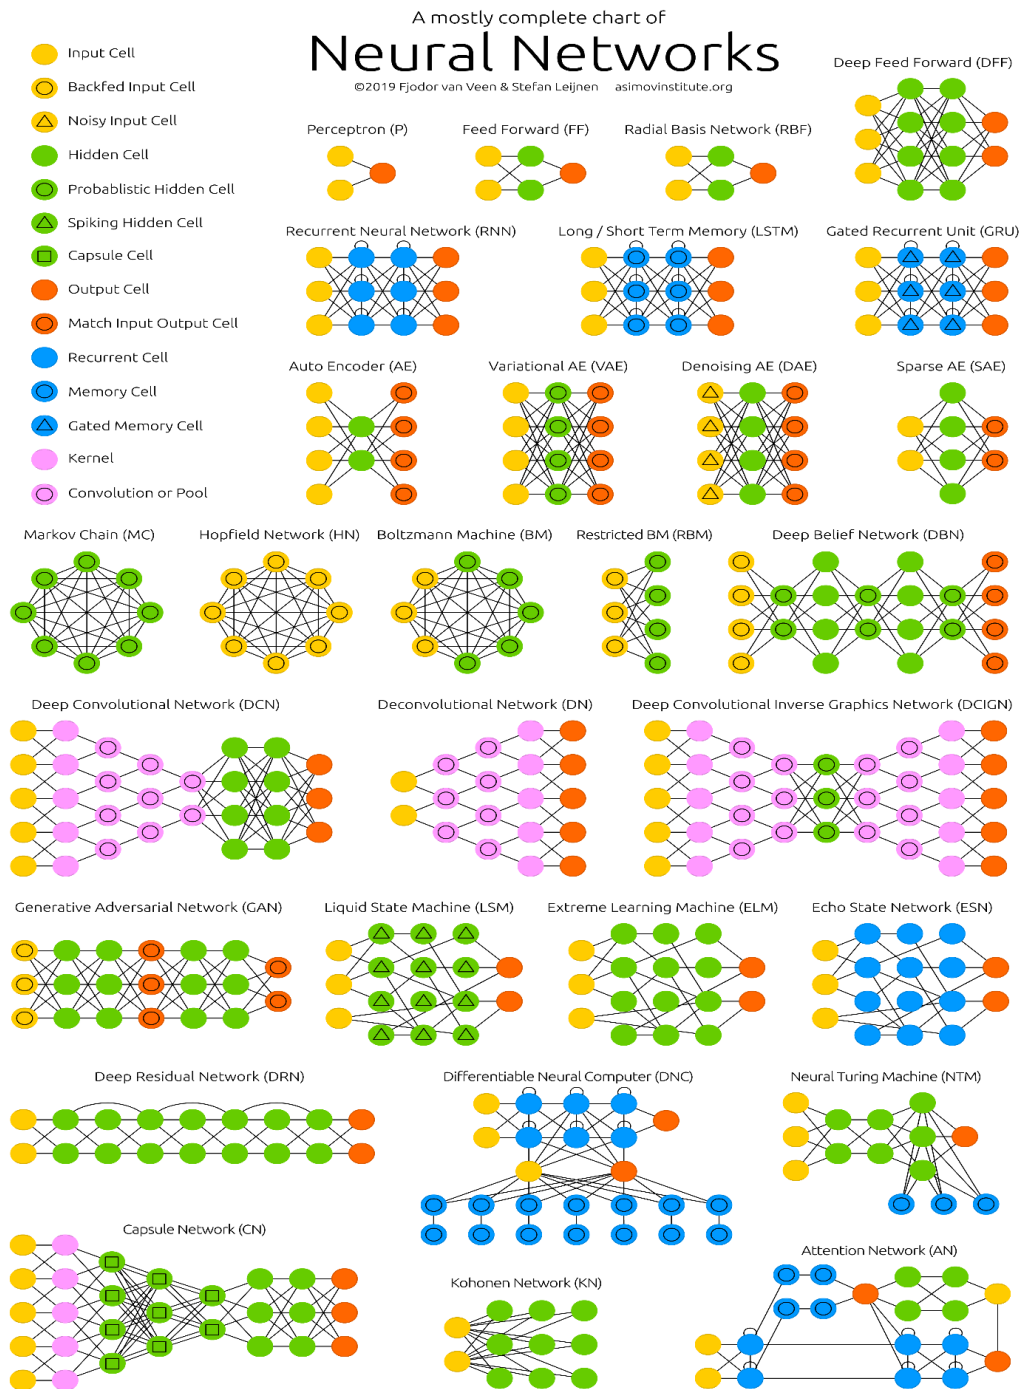 A mostly complete chart of
Neural Networks
©2019 Fjodor van Veen & Stefan Leijnen asimovinstitute.org
Input Cell
Backfed Input Cell
Noisy Input Cell
Hidden Cell
Probablistic Hidden Cell
Spiking Hidden Cell
Capsule Cell
Output Cell
Match Input Output Cell
Recurrent Cell
Memory Cell
Gated Memory Cell
Kernel
Convolution or Pool
Deep Feed Forward (DFF)
Perceptron (P)
Feed Forward (FF)
Radial Basis Network (RBF)
Recurrent Neural Network (RNN)
Long / Short Term Memory (LSTM)
Gated Recurrent Unit (GRU)
Auto Encoder (AE)
Variational AE (VAE)
Denoising AE (DAE)
Sparse AE (SAE)
Markov Chain (MC)
Hopfield Network (HN)
Boltzmann Machine (BM)
Restricted BM (RBM)
Deep Belief Network (DBN)
Deep Convolutional Network (DCN)
Deconvolutional Network (DN)
Deep Convolutional Inverse Graphics Network (DCIGN)
Generative Adversarial Network (GAN)
Liquid State Machine (LSM)
Extreme Learning Machine (ELM)
Echo State Network (ESN)
Deep Residual Network (DRN)
Differentiable Neural Computer (DNC)
Neural Turing Machine (NTM)
Capsule Network (CN)
Kohonen Network (KN)
Attention Network (AN)